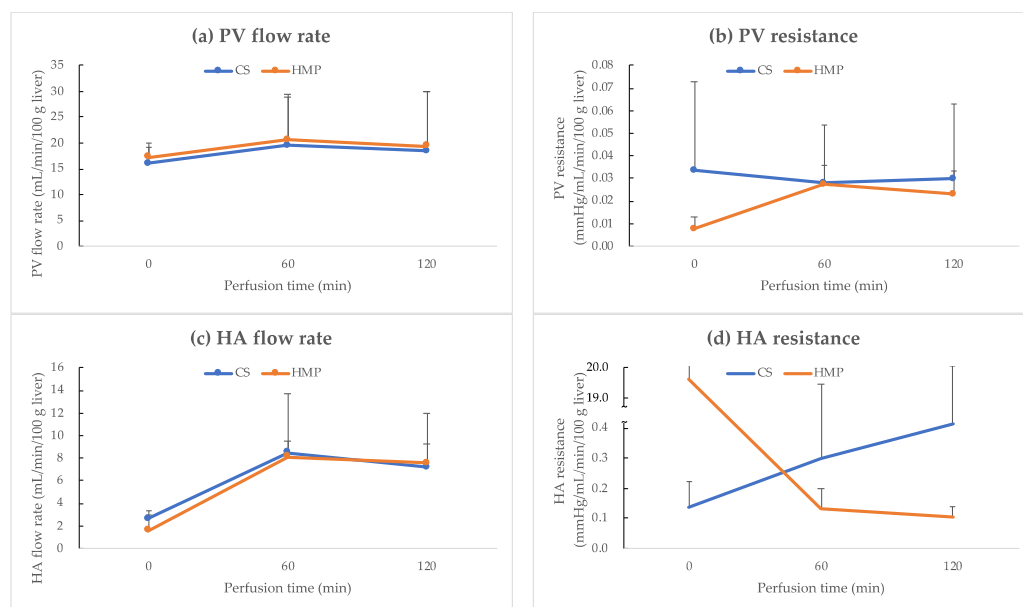 (a) PV flow rate
CS HMP
PV flow rate (mL/min/100 g liver)
35
30
25
20
15
10
5
0
0 60 120
Perfusion time (min)
(b) PV resistance
CS HMP
PV resistance
(mmHg/mL/min/100 g liver)
0.08
0.07
0.06
0.05
0.04
0.03
0.02
0.01
0.00
0 60 120
Perfusion time (min)
(c) HA flow rate
CS HMP
HA flow rate (mL/min/100 g liver)
16
14
12
10
8
6
4
2
0
0 60 120
Perfusion time (min)
(d) HA resistance
CS HMP
HA resistance
(mmHg/mL/min/100 g liver)
20.0
19.0
0.4
0.3
0.2
0.1
0.0
0 60 120
Perfusion time (min)